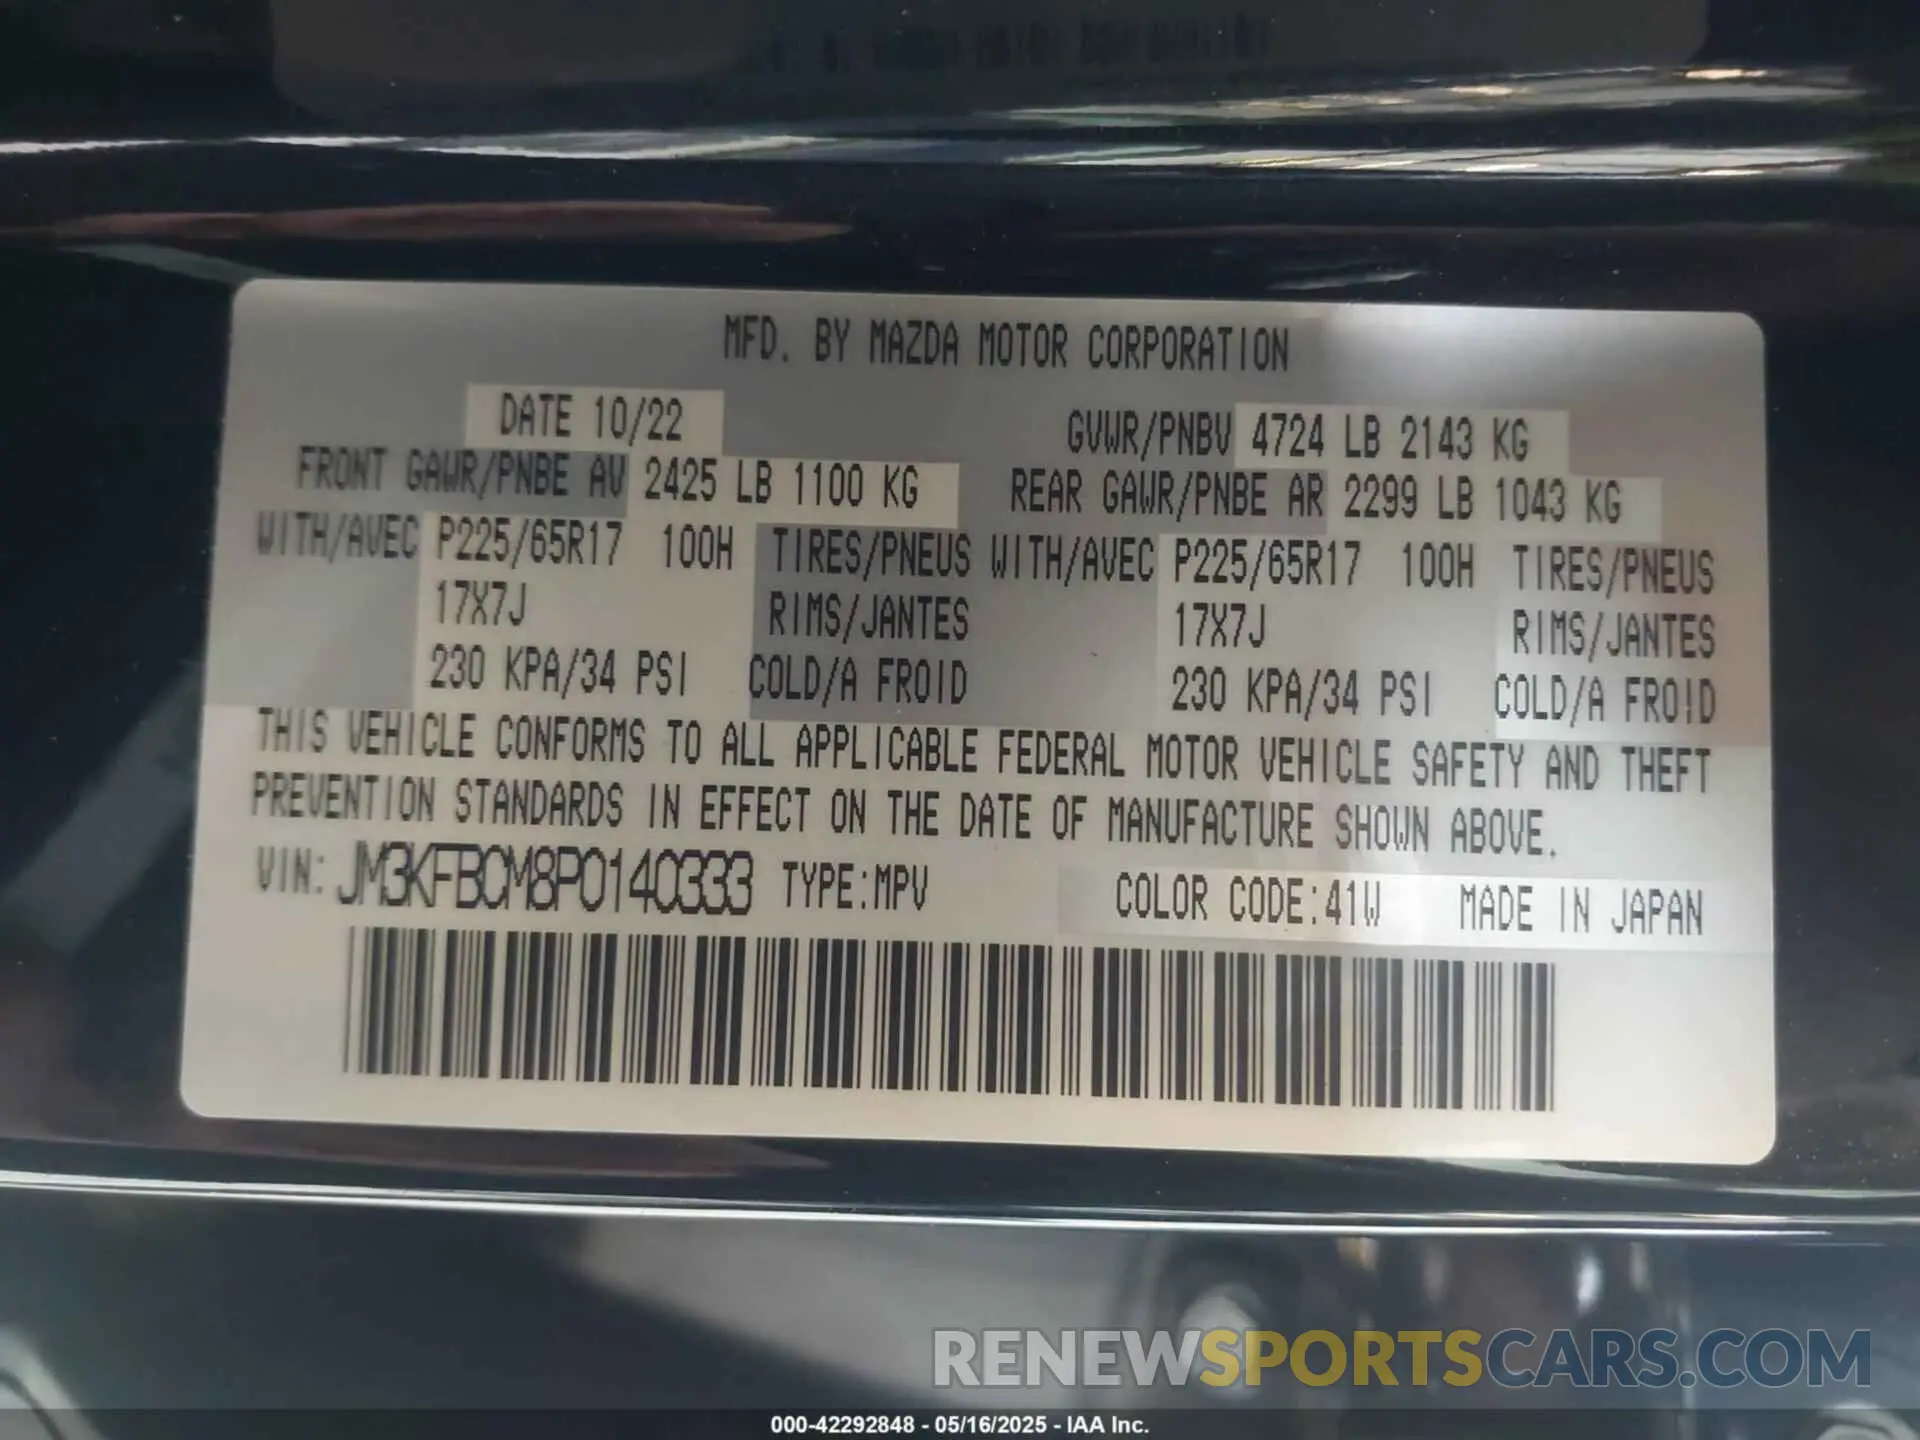 MFD. BY MAZDA MOTOR CORPORATION
DATE 10/22 GVWR/PNBV 4724 LB 2143 KG
FRONT GAWR/PNBE AV 2425 LB 1100 KG REAR GAWR/PNBE AR 2299 LB 1043 KG
WITH/AVEC P225/65R17 100H TIRES/PNEUS WITH/AVEC P225/65R17 100H TIRES/PNEUS
17X7J RIMS/JANTES 17X7J RIMS/JANTES
230 KPA/34 PSI COLD/A FROID 230 KPA/34 PSI COLD/A FROID
THIS VEHICLE CONFORMS TO ALL APPLICABLE FEDERAL MOTOR VEHICLE SAFETY AND THEFT
PREVENTION STANDARDS IN EFFECT ON THE DATE OF MANUFACTURE SHOWN ABOVE.
VIN: JM3KFBCM8P0140333 TYPE:MPV COLOR CODE:41W MADE IN JAPAN
RENEWSPORTSCARS.COM
000-42292848 - 05/16/2025 - IAA Inc.